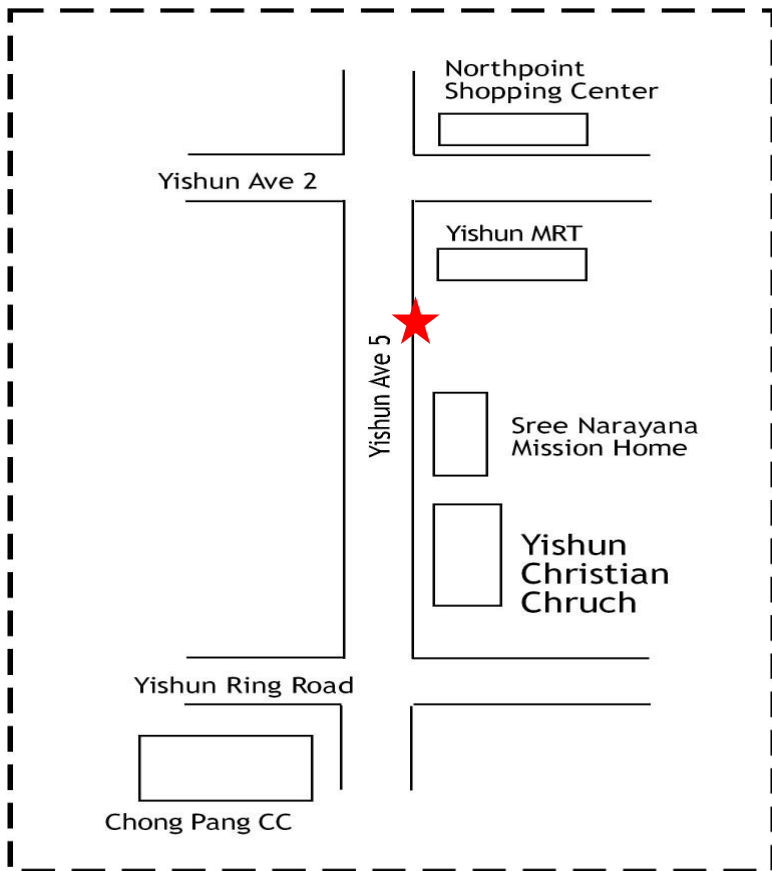 Northpoint
Shopping Center
Yishun Ave 2
Yishun MRT
Yishun Ave 5
Sree Narayana
Mission Home
Yishun
Christian
Chruch
Yishun Ring Road
Chong Pang CC